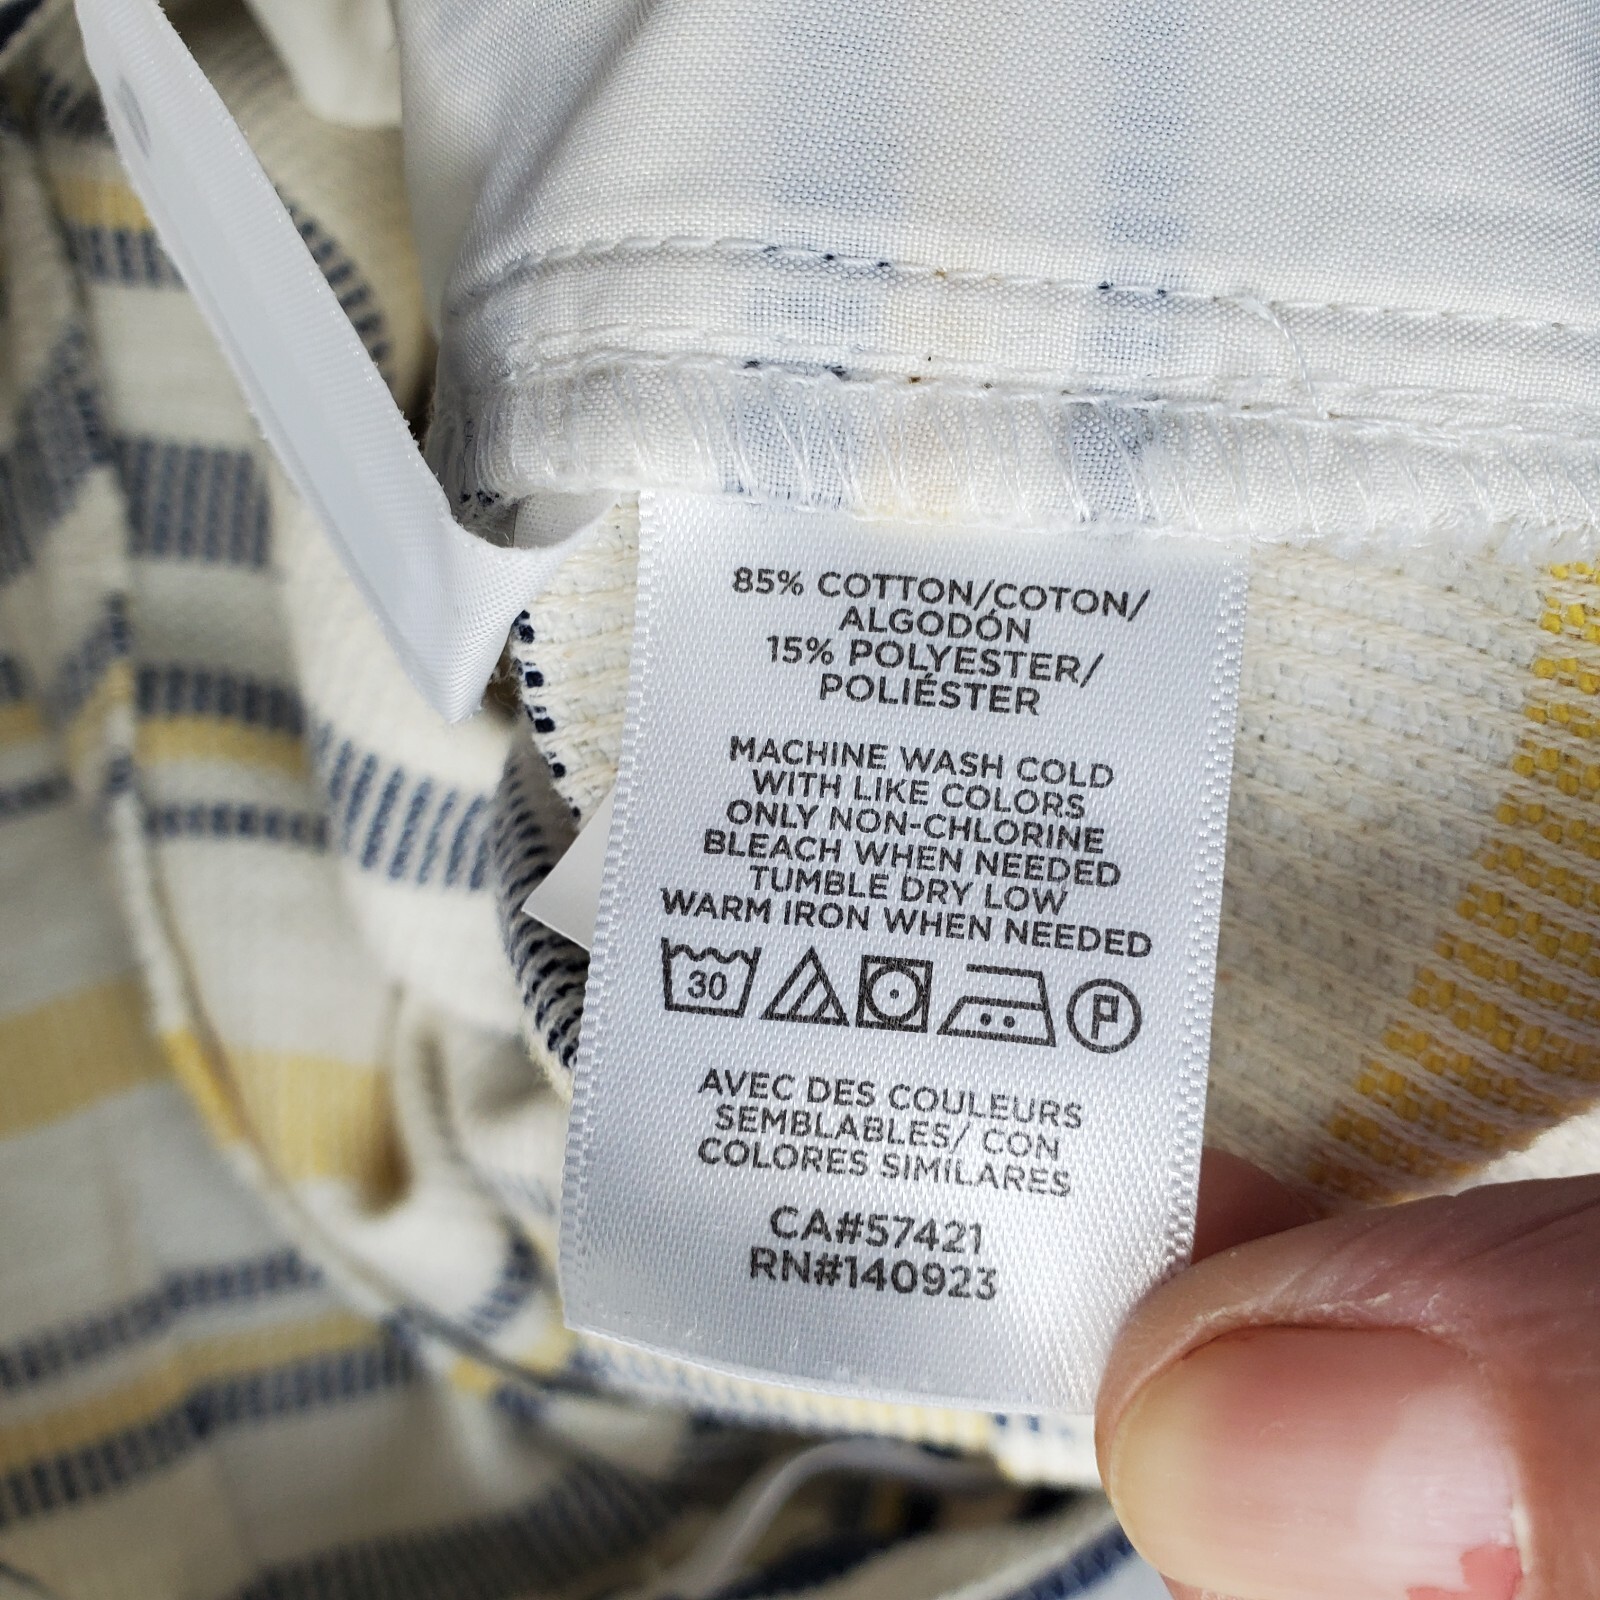 85% COTTON/COTON/
ALGODÓN
15% POLYESTER/
POLIÉSTER
MACHINE WASH COLD
WITH LIKE COLORS
ONLY NON-CHLORINE
BLEACH WHEN NEEDED
TUMBLE DRY LOW
WARM IRON WHEN NEEDED
30 P
AVEC DES COULEURS
SEMBLABLES/ CON
COLORES SIMILARES
CA#57421
RN#140923